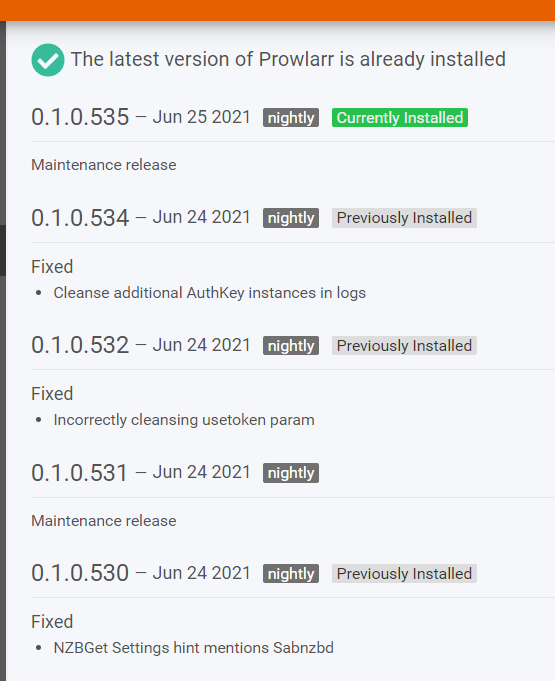 The latest version of Prowlarr is already installed
0.1.0.535 – Jun 25 2021 nightly Currently Installed
Maintenance release
0.1.0.534 – Jun 24 2021 nightly Previously Installed
Fixed
• Cleanse additional AuthKey instances in logs
0.1.0.532 – Jun 24 2021 nightly Previously Installed
Fixed
• Incorrectly cleansing usetoken param
0.1.0.531 – Jun 24 2021 nightly
Maintenance release
0.1.0.530 – Jun 24 2021 nightly Previously Installed
Fixed
• NZBGet Settings hint mentions Sabnzbd